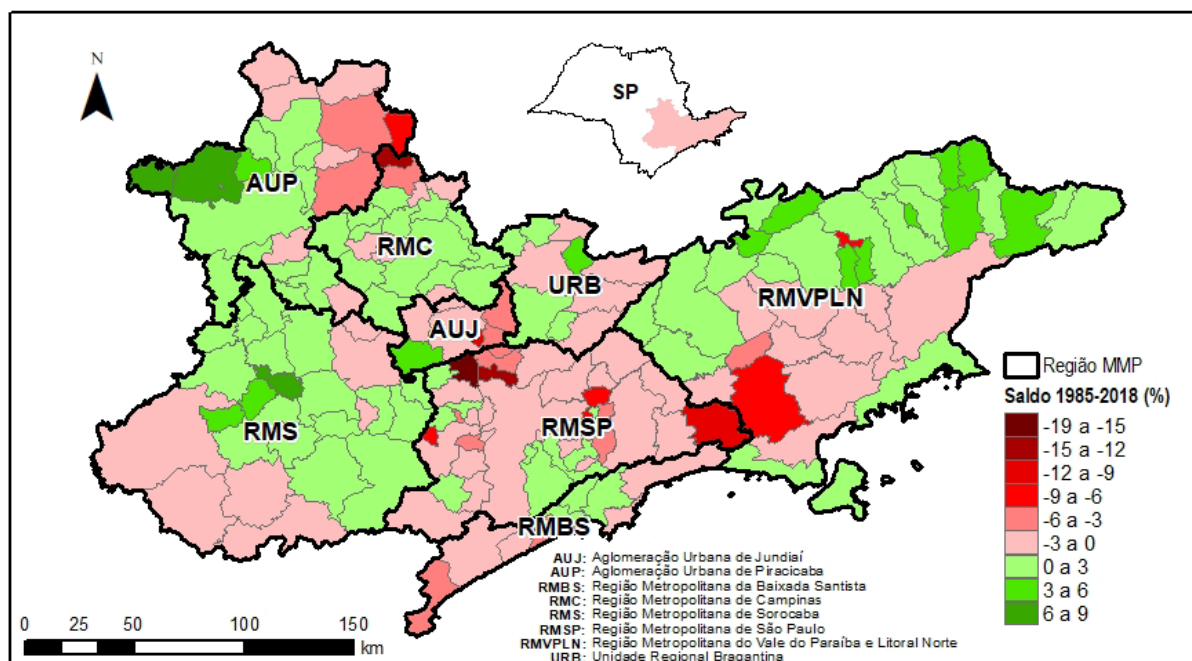 N
SP
AUP
RMC
URB
RMVPLN
AUJ
RMS
RMSP
RMBS
Região MMP
Saldo 1985-2018 (%)
-19 a -15
-15 a -12
-12 a -9
-9 a -6
-6 a -3
-3 a 0
0 a 3
3 a 6
6 a 9
AUJ: Aglomeração Urbana de Jundiaí
AUP: Aglomeração Urbana de Piracicaba
RMBS: Região Metropolitana da Baixada Santista
RMC: Região Metropolitana de Campinas
RMS: Região Metropolitana de Sorocaba
RMSP: Região Metropolitana de São Paulo
RMVPLN: Região Metropolitana do Vale do Paraíba e Litoral Norte
URB: Unidade Regional Bragantina
0 25 50 100 150
km